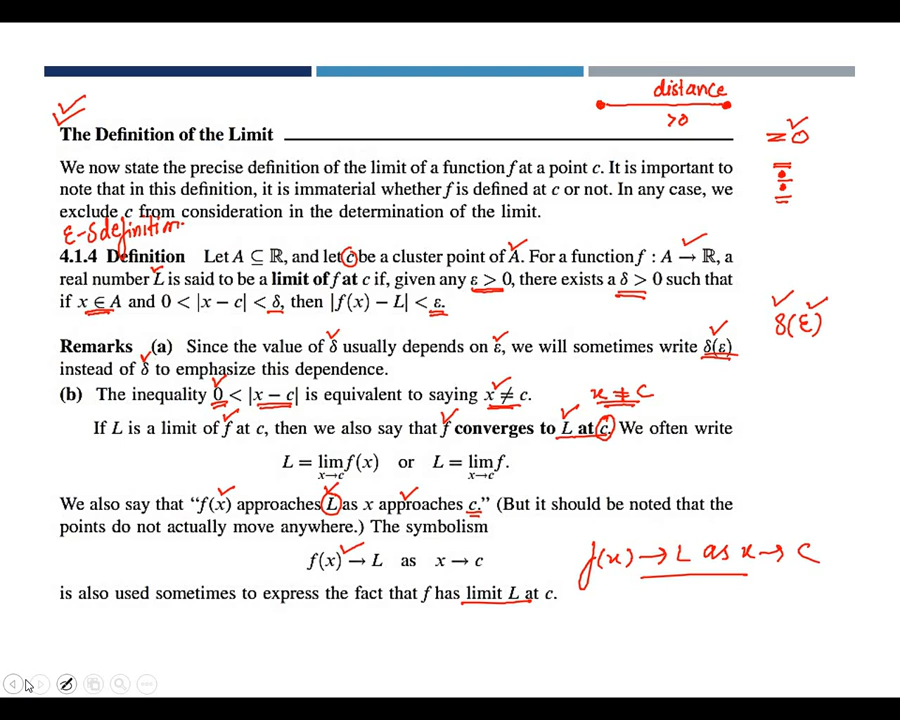 distance
>0
The Definition of the Limit
= 0
We now state the precise definition of the limit of a function f at a point c. It is important to
note that in this definition, it is immaterial whether f is defined at c or not. In any case, we
exclude c from consideration in the determination of the limit.
ε-δ definition
4.1.4 Definition Let A ⊆ ℝ, and let c be a cluster point of A. For a function f : A → ℝ, a
real number L is said to be a limit of f at c if, given any ε > 0, there exists a δ > 0 such that
if x ∈ A and 0 < |x − c| < δ, then |f(x) − L| < ε.
δ(ε)
Remarks (a) Since the value of δ usually depends on ε, we will sometimes write δ(ε)
instead of δ to emphasize this dependence.
(b) The inequality 0 < |x − c| is equivalent to saying x ≠ c.
x ≠ c
If L is a limit of f at c, then we also say that f converges to L at c. We often write
L = lim f(x) or L = lim f.
x→c x→c
We also say that “f(x) approaches L as x approaches c.” (But it should be noted that the
points do not actually move anywhere.) The symbolism
f(x) → L as x → c
f(x) → L as x → c
is also used sometimes to express the fact that f has limit L at c.